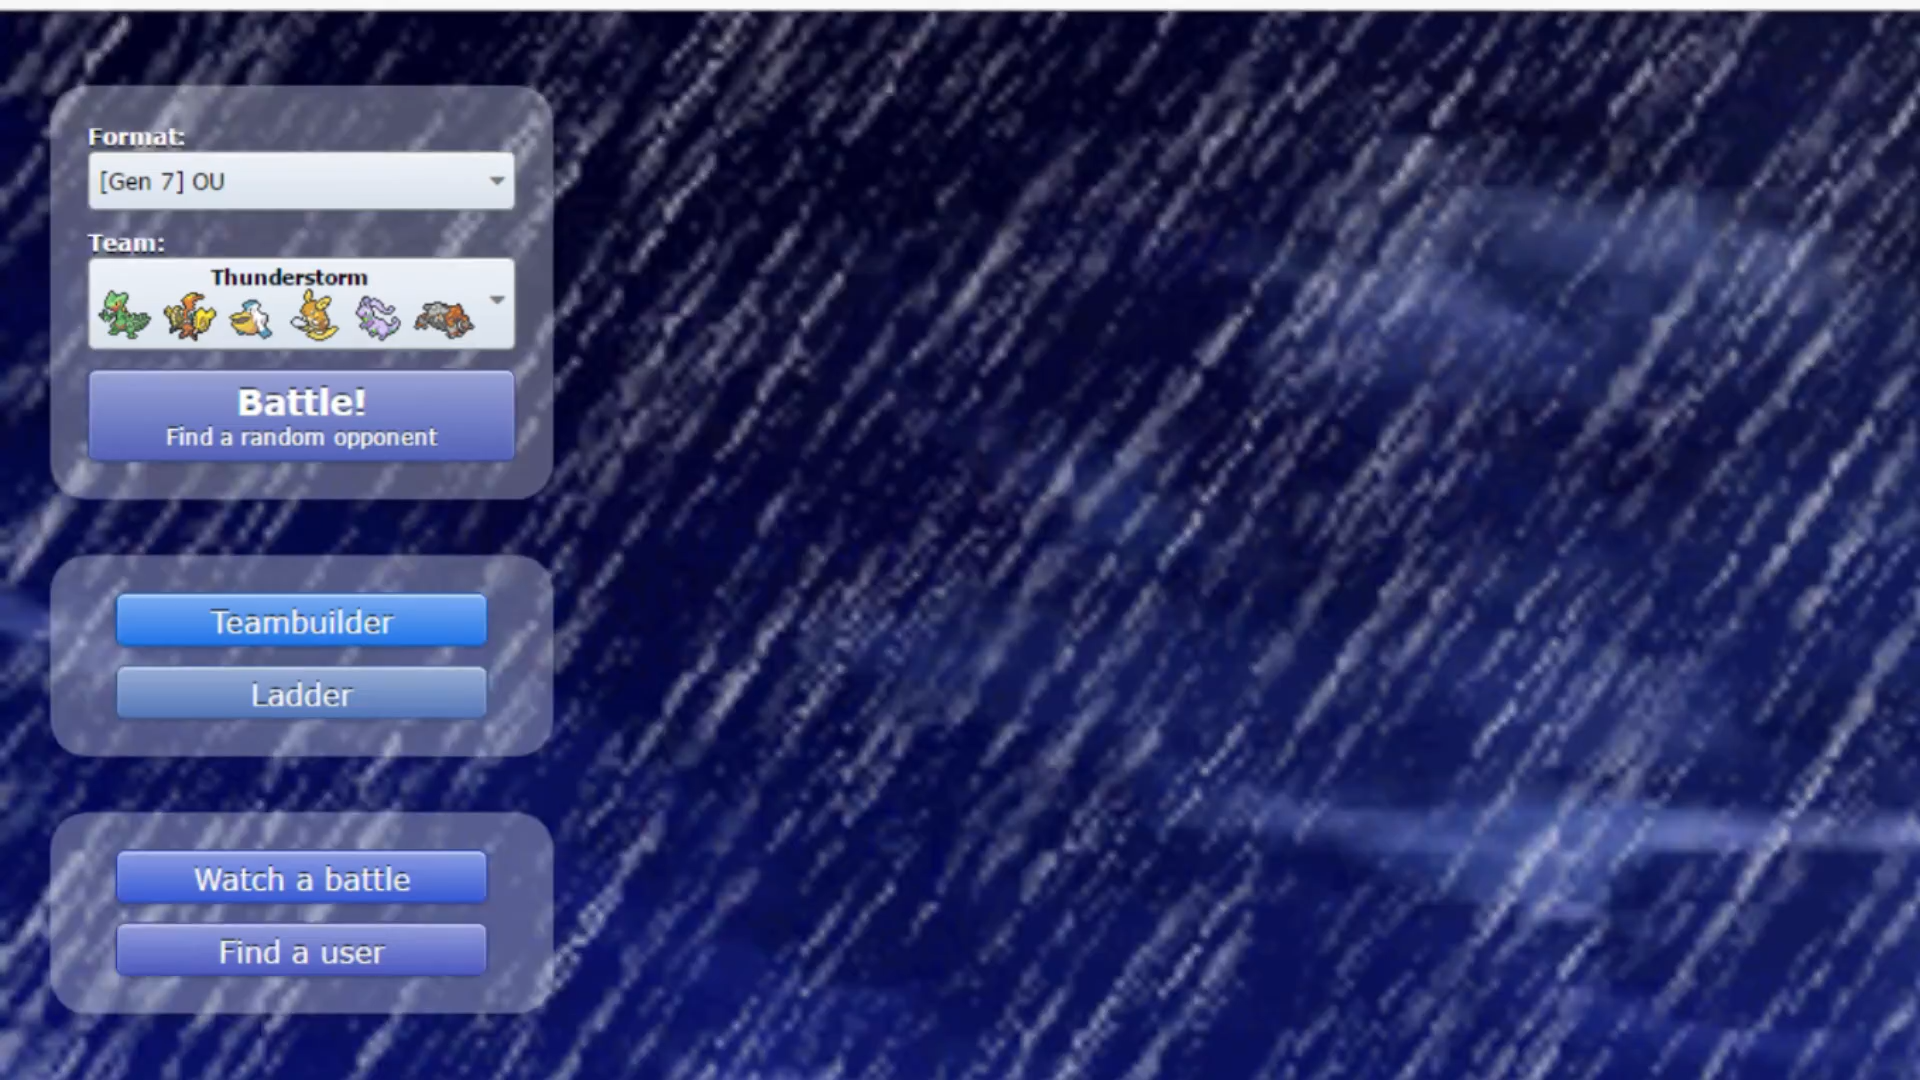 Format:
[Gen 7] OU
Team:
Thunderstorm
Battle!
Find a random opponent
Teambuilder
Ladder
Watch a battle
Find a user